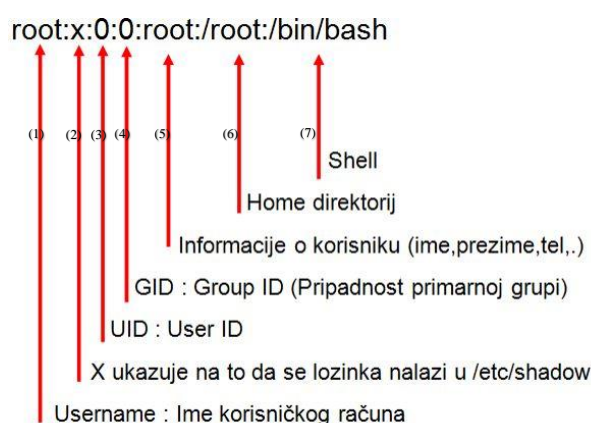 root:x:0:0:root:/root:/bin/bash
(1) (2) (3) (4) (5) (6) (7)
Shell
Home direktorij
Informacije o korisniku (ime,prezime,tel,.)
GID : Group ID (Pripadnost primarnoj grupi)
UID : User ID
X ukazuje na to da se lozinka nalazi u /etc/shadow
Username : Ime korisničkog računa